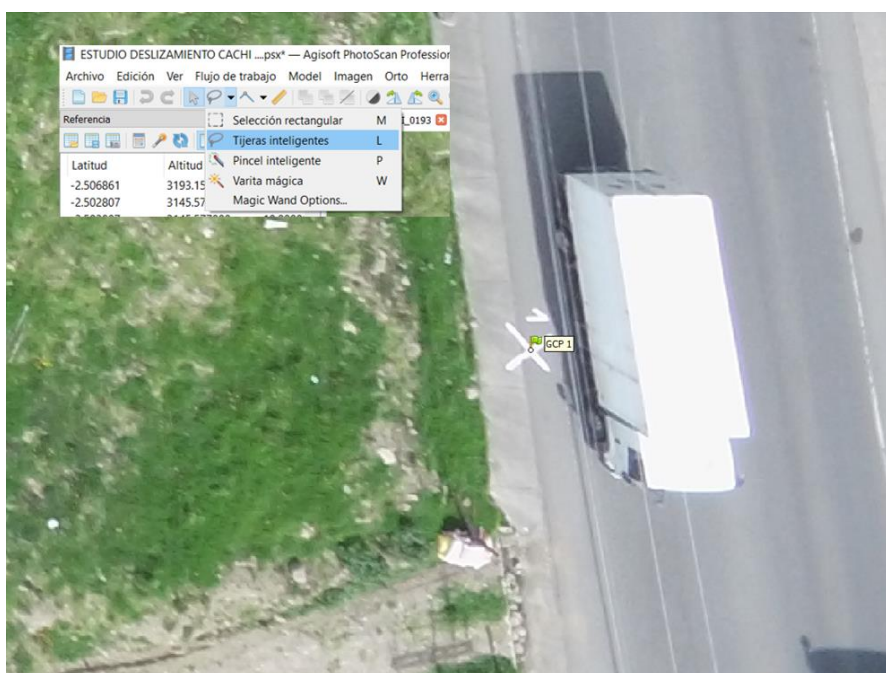 ESTUDIO DESLIZAMIENTO CACHI ....psx* — Agisoft PhotoScan Profession
Archivo Edición Ver Flujo de trabajo Model Imagen Orto Herra
Referencia
_0193
Selección rectangular M
Tijeras inteligentes L
Pincel inteligente P
Varita mágica W
Magic Wand Options...
Latitud Altitud
-2.506861 3193.15
-2.502807 3145.57
1
GCP 1